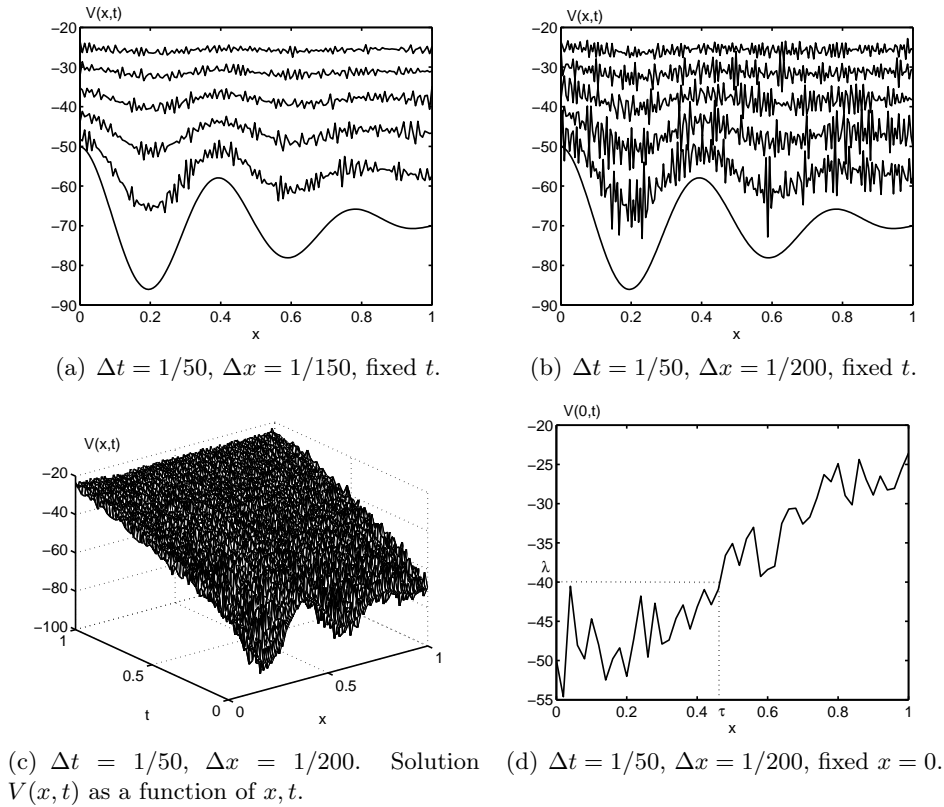 V(x,t)
−20
−30
−40
−50
−60
−70
−80
−90
0 0.2 0.4 0.6 0.8 1
x
(a) Δt = 1/50, Δx = 1/150, fixed t.
V(x,t)
−20
−30
−40
−50
−60
−70
−80
−90
0 0.2 0.4 0.6 0.8 1
x
(b) Δt = 1/50, Δx = 1/200, fixed t.
V(x,t)
−20
−40
−60
−80
−100
1
0.5
0
t
0
0.5
1
x
(c) Δt = 1/50, Δx = 1/200. Solution
V(x, t) as a function of x, t.
V(0,t)
−20
−25
−30
−35
λ
−40
−45
−50
−55
0 0.2 0.4 τ 0.6 0.8 1
x
(d) Δt = 1/50, Δx = 1/200, fixed x = 0.